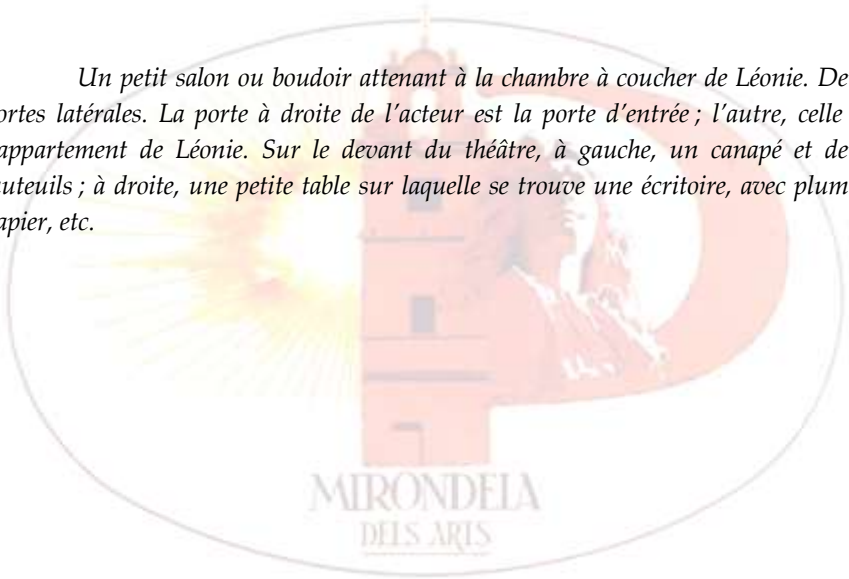 Un petit salon ou boudoir attenant à la chambre à coucher de Léonie. De
ortes latérales. La porte à droite de l'acteur est la porte d'entrée ; l'autre, celle
appartement de Léonie. Sur le devant du théâtre, à gauche, un canapé et de
uteuils ; à droite, une petite table sur laquelle se trouve une écritoire, avec plum
apier, etc.
MIRONDELA
DELS ARTS